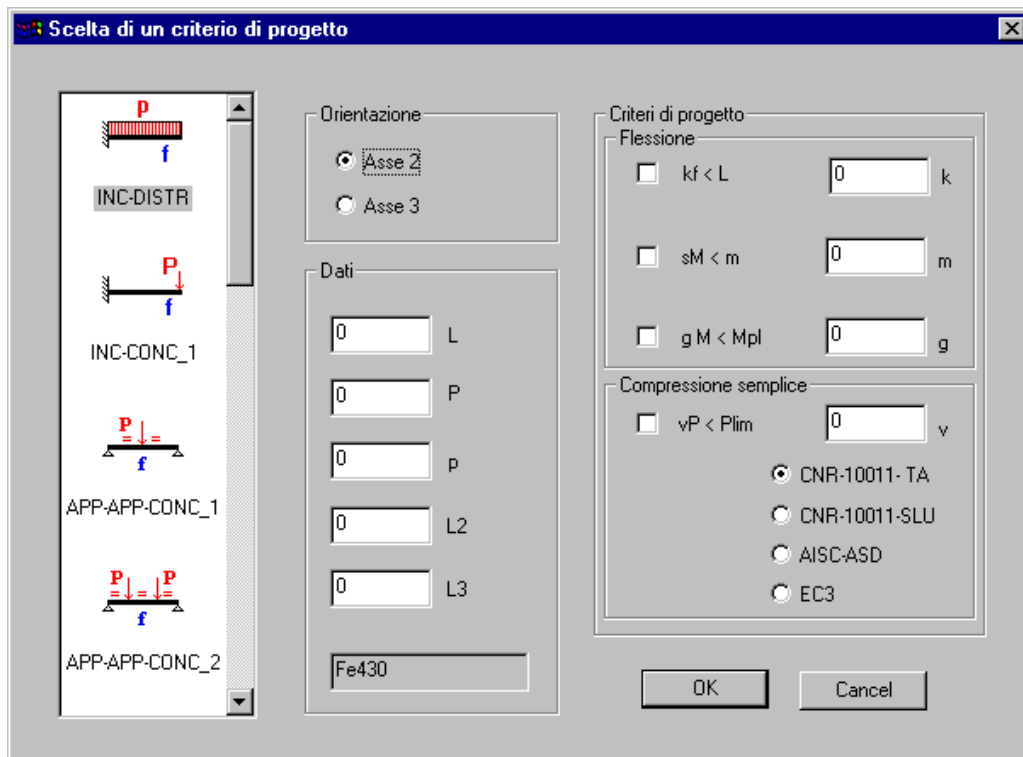 Scelta di un criterio di progetto
p
f
INC-DISTR
P
f
INC-CONC_1
P
f
APP-APP-CONC_1
P P
f
APP-APP-CONC_2
Orientazione
Asse 2
Asse 3
Dati
0 L
0 P
0 p
0 L2
0 L3
Fe430
Criteri di progetto
Flessione
kf < L 0 k
sM < m 0 m
g M < Mpl 0 g
Compressione semplice
vP < Plim 0 v
CNR-10011- TA
CNR-10011-SLU
AISC-ASD
EC3
OK
Cancel